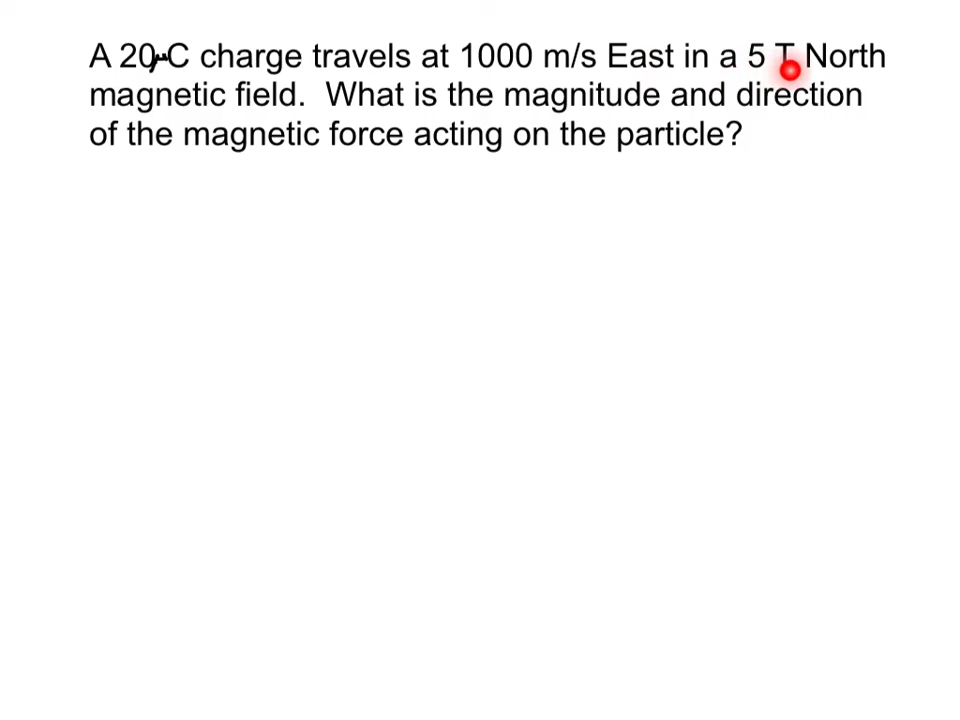 A 20μC charge travels at 1000 m/s East in a 5 T North
magnetic field. What is the magnitude and direction
of the magnetic force acting on the particle?